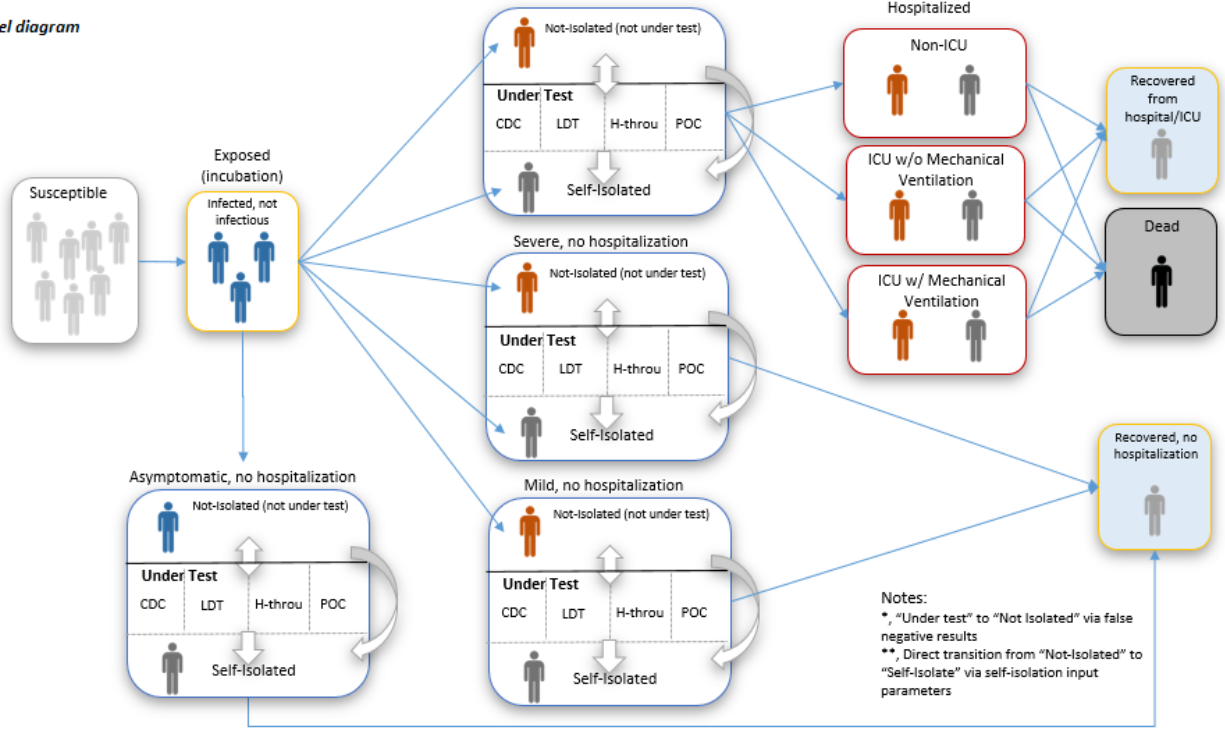 el diagram
Susceptible
Exposed
(incubation)
Infected, not
infectious
Not-Isolated (not under test)
Under Test
CDC LDT H-throu POC
Self-Isolated
Hospitalized
Non-ICU
ICU w/o Mechanical
Ventilation
ICU w/ Mechanical
Ventilation
Recovered
from
hospital/ICU
Dead
Severe, no hospitalization
Not-Isolated (not under test)
Under Test
CDC LDT H-throu POC
Self-Isolated
Asymptomatic, no hospitalization
Not-Isolated (not under test)
Under Test
CDC LDT H-throu POC
Self-Isolated
Mild, no hospitalization
Not-Isolated (not under test)
Under Test
CDC LDT H-throu POC
Self-Isolated
Recovered, no
hospitalization
Notes:
*, “Under test” to “Not Isolated” via false
negative results
**, Direct transition from “Not-Isolated” to
“Self-Isolate” via self-isolation input
parameters